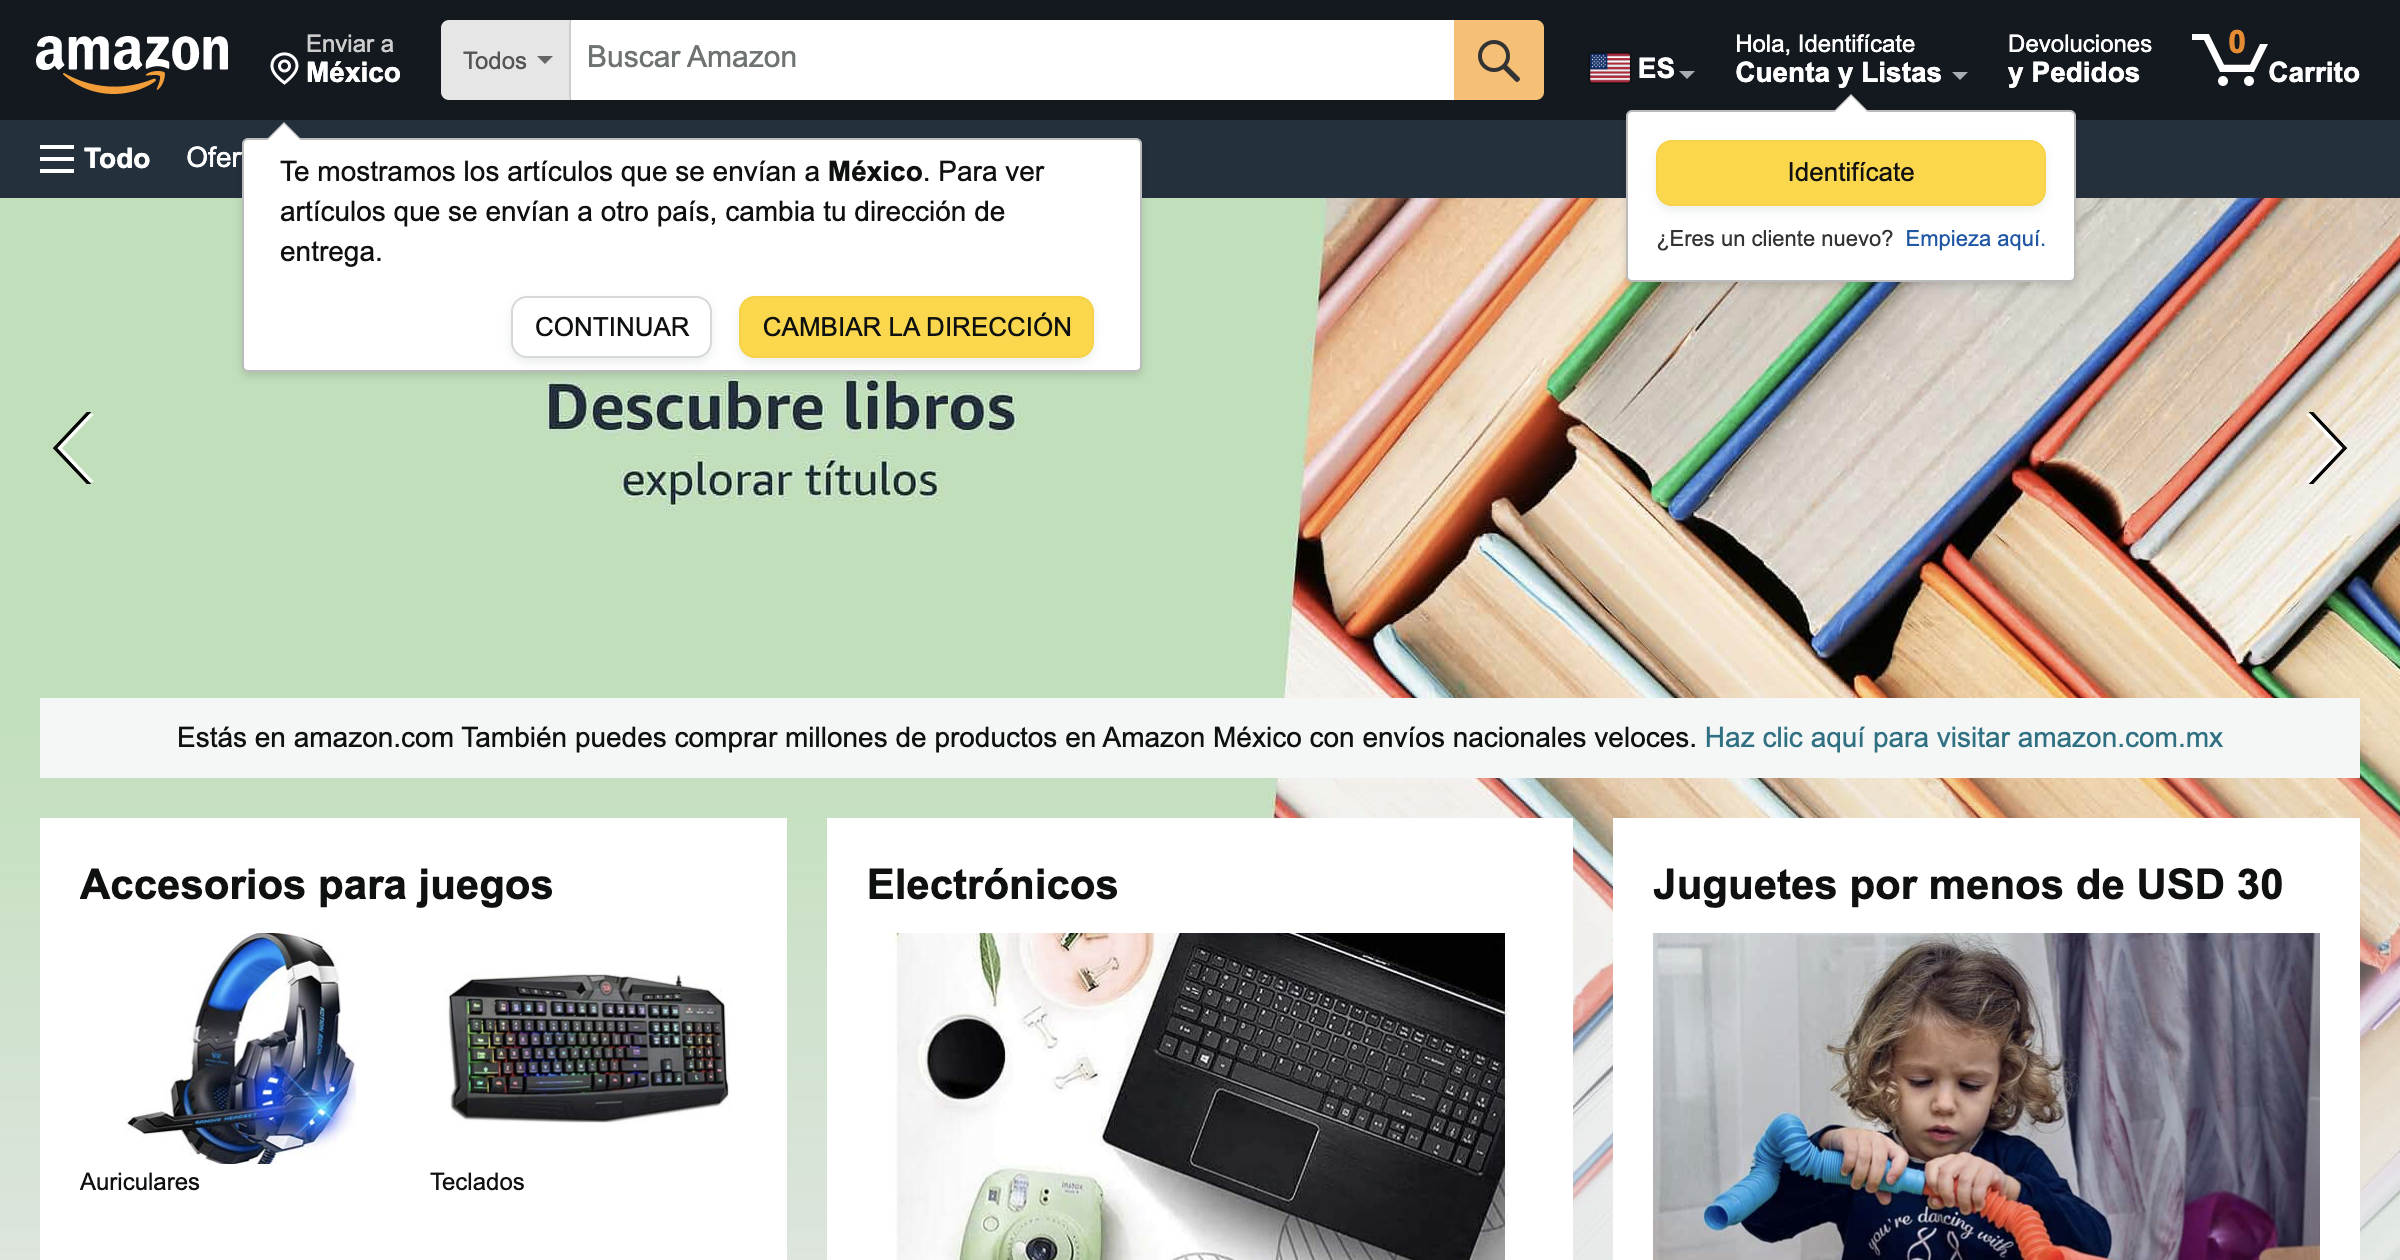 amazon
Enviar a
México
Todos
Buscar Amazon
ES
Hola, Identifícate
Cuenta y Listas
Devoluciones
y Pedidos
0
Carrito
Todo
Ofer
Te mostramos los artículos que se envían a México. Para ver
artículos que se envían a otro país, cambia tu dirección de
entrega.
CONTINUAR
CAMBIAR LA DIRECCIÓN
Identifícate
¿Eres un cliente nuevo? Empieza aquí.
Descubre libros
explorar títulos
Estás en amazon.com También puedes comprar millones de productos en Amazon México con envíos nacionales veloces. Haz clic aquí para visitar amazon.com.mx
Accesorios para juegos
Auriculares
Teclados
Electrónicos
instax
Juguetes por menos de USD 30
you're dancing with